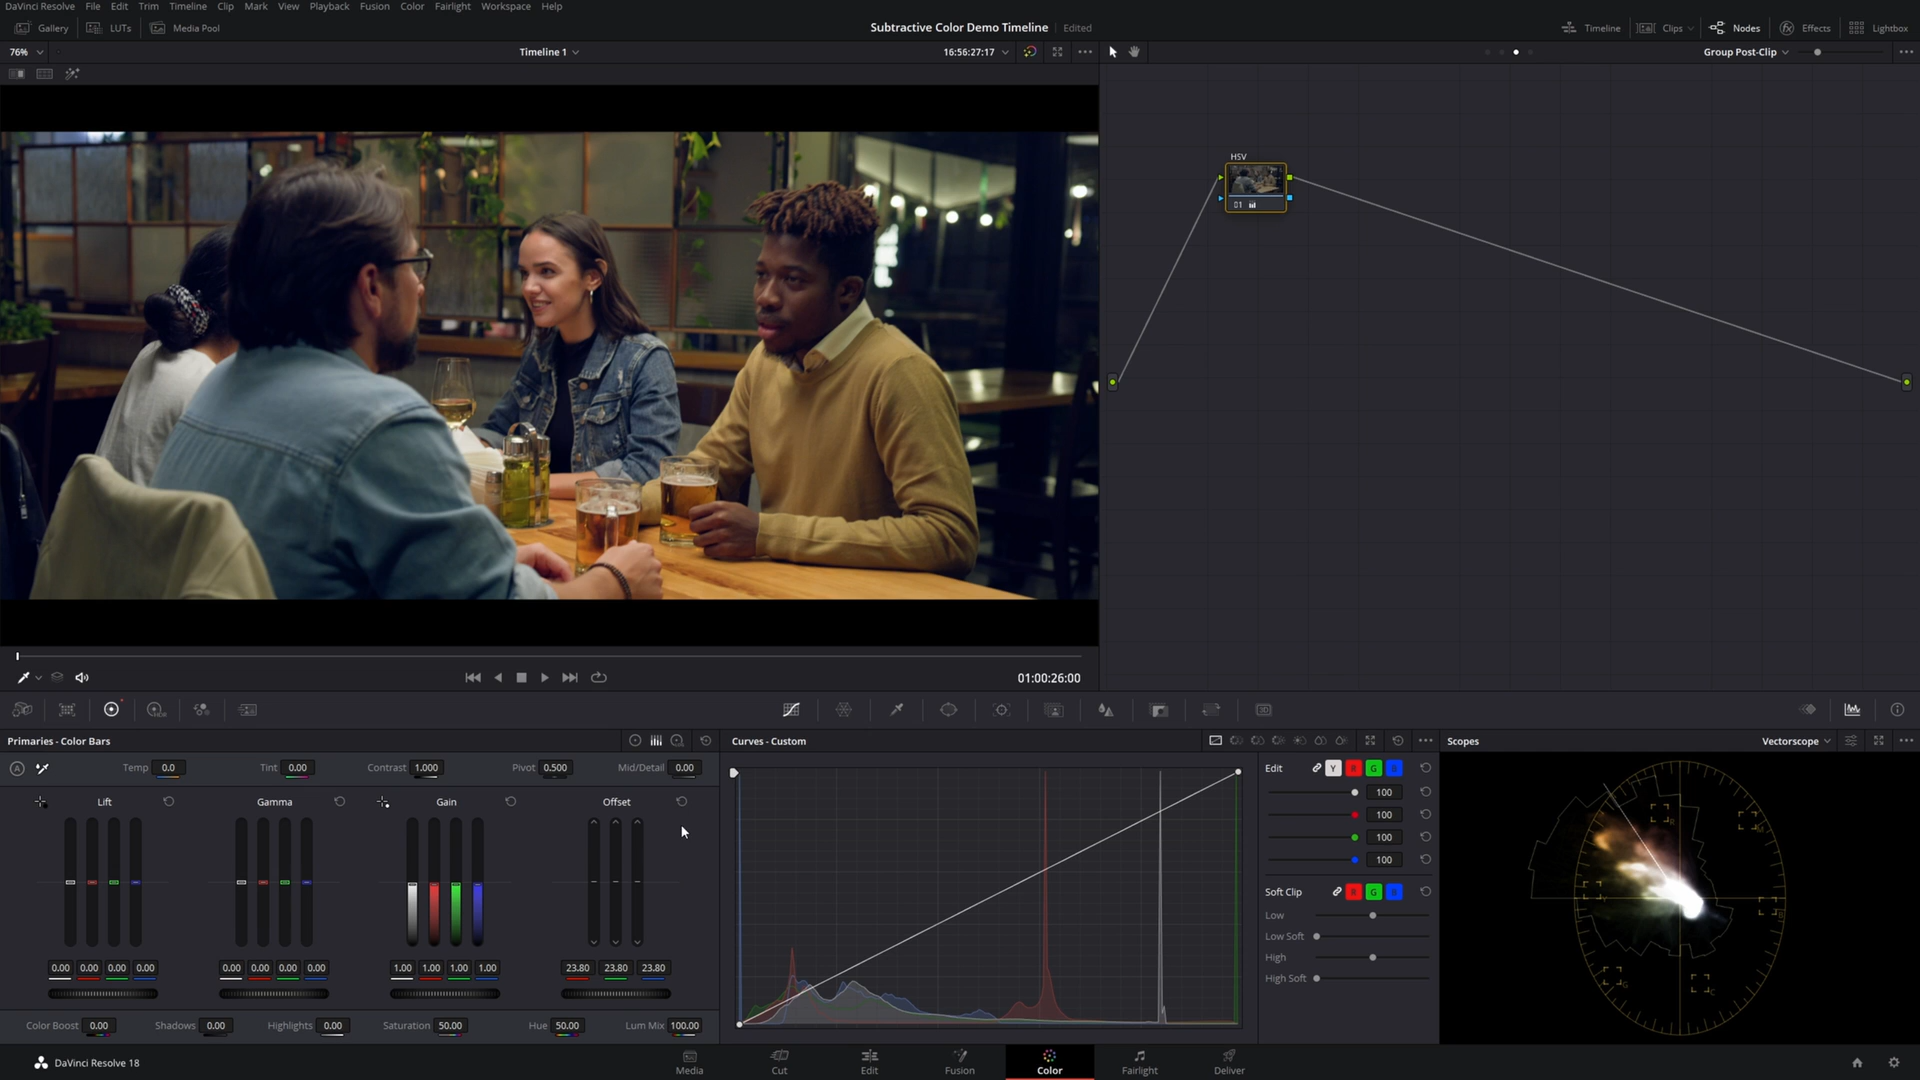 DaVinci Resolve File Edit Trim Timeline Clip Mark View Playback Fusion Color Fairlight Workspace Help
Gallery LUTs Media Pool Subtractive Color Demo Timeline Edited Timeline Clips Nodes Effects Lightbox
76% Timeline 1 16:56:27:17 Group Post-Clip
HSV
01
01:00:26:00
Primaries - Color Bars Curves - Custom Scopes Vectorscope
A Temp 0.0 Tint 0.00 Contrast 1.000 Pivot 0.500 Mid/Detail 0.00 Edit Y R G B
Lift Gamma Gain Offset
100
100
100
100
Soft Clip R G B
Low
Low Soft
High
High Soft
0.00 0.00 0.00 0.00 0.00 0.00 0.00 0.00 1.00 1.00 1.00 1.00 23.80 23.80 23.80
Color Boost 0.00 Shadows 0.00 Highlights 0.00 Saturation 50.00 Hue 50.00 Lum Mix 100.00
DaVinci Resolve 18 Media Cut Edit Fusion Color Fairlight Deliver